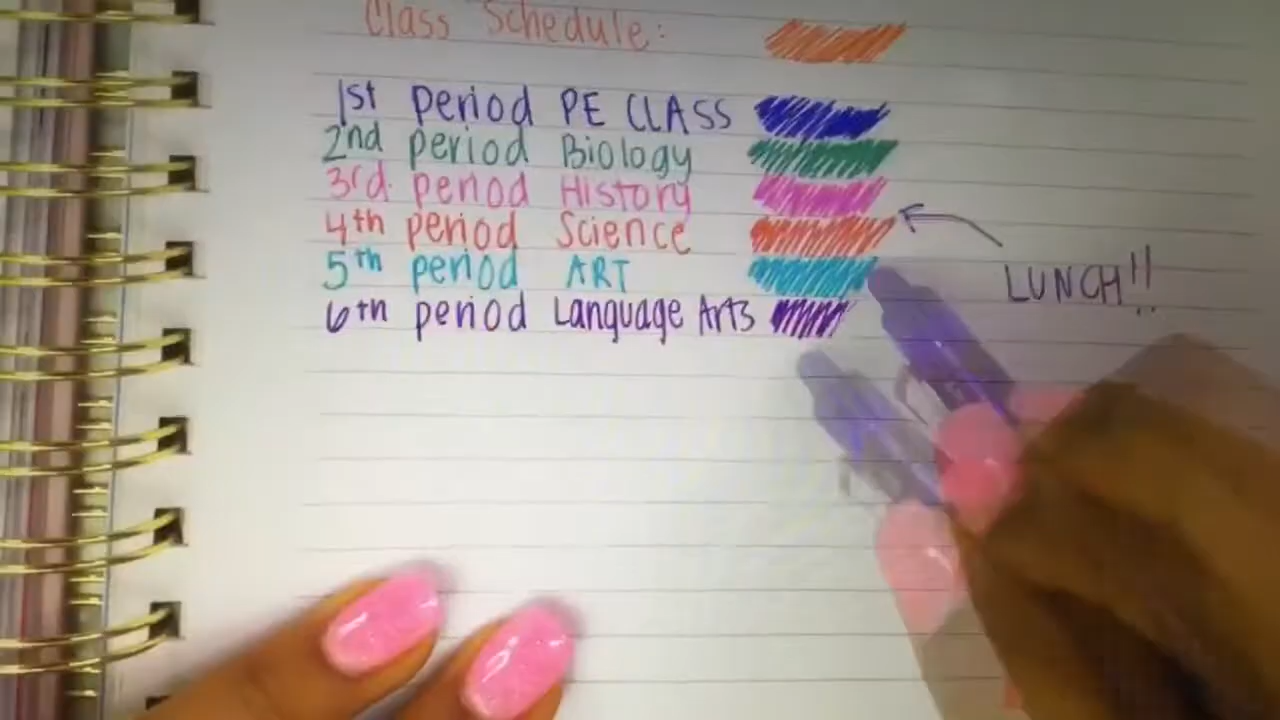 Class Schedule:
1st period PE CLASS
2nd period Biology
3rd. period History
4th period Science
5th period ART
6th period Language Arts
LUNCH!!